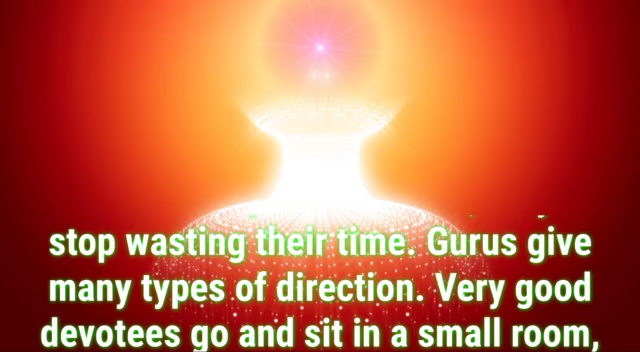 stop wasting their time. Gurus give
many types of direction. Very good
devotees go and sit in a small room,